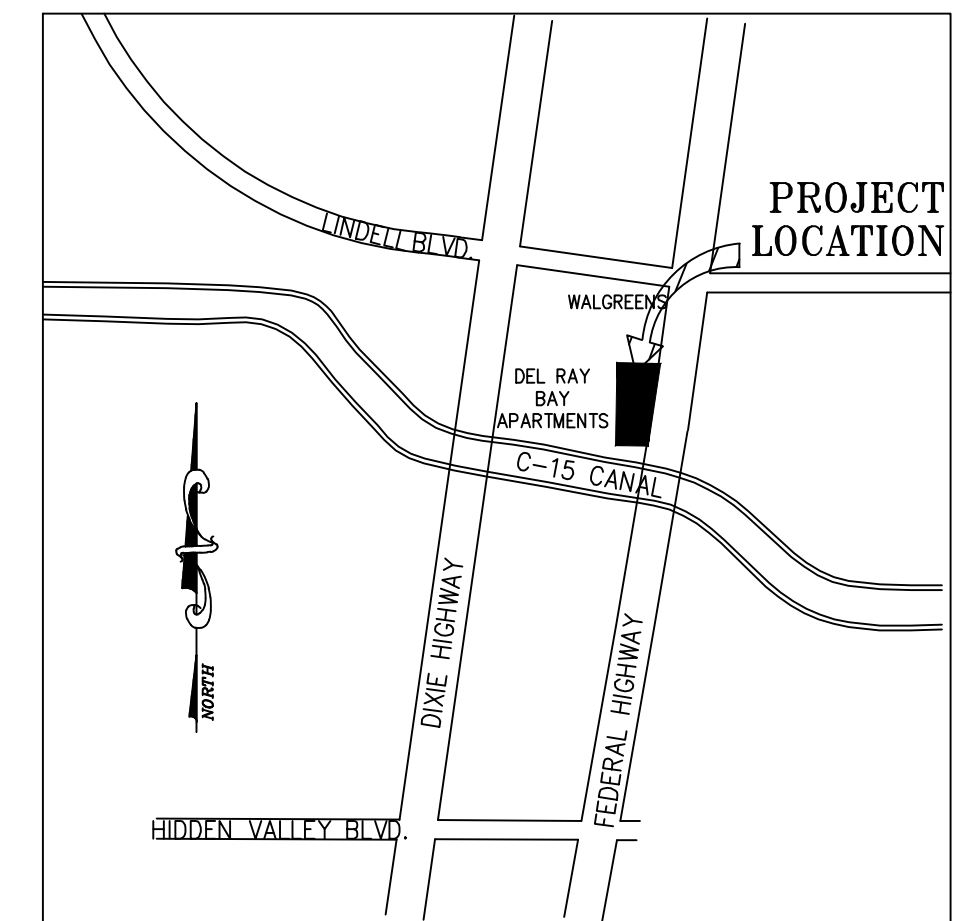 PROJECT
LOCATION
LINDELL BLVD.
WALGREENS
DEL RAY
BAY
APARTMENTS
C-15 CANAL
DIXIE HIGHWAY
FEDERAL HIGHWAY
NORTH
HIDDEN VALLEY BLVD.